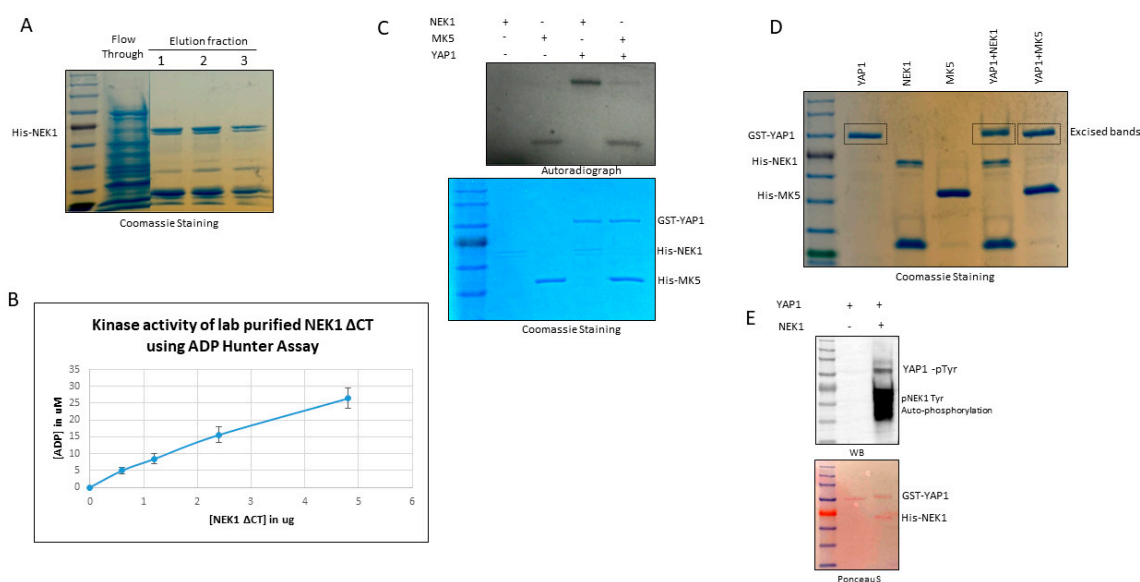 A
Flow
Through
Elution fraction
1 2 3
His-NEK1
Coomassie Staining
B
Kinase activity of lab purified NEK1 ΔCT
using ADP Hunter Assay
[ADP] in uM
35
30
25
20
15
10
5
0
0 1 2 3 4 5 6
[NEK1 ΔCT] in ug
C
NEK1 + - + -
MK5 - + - +
YAP1 - - + +
Autoradiograph
GST-YAP1
His-NEK1
His-MK5
Coomassie Staining
D
YAP1
NEK1
MK5
YAP1+NEK1
YAP1+MK5
GST-YAP1
Excised bands
His-NEK1
His-MK5
Coomassie Staining
E
YAP1 + +
NEK1 - +
YAP1 -pTyr
pNEK1 Tyr
Auto-phosphorylation
WB
GST-YAP1
His-NEK1
Ponceau S